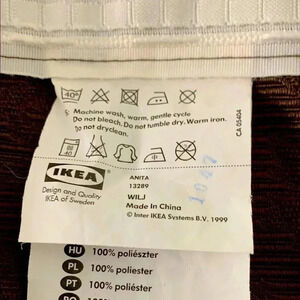 40°
: Machine wash, warm, gentle cycle
Do not bleach. Do not tumble dry. Warm iron.
Do not dryclean.
CA 05404
IKEA
Design and Quality
IKEA of Sweden
ANITA
13289
WILJ
Made in China
© Inter IKEA Systems B.V. 1999
HU 100% poliészter
PL 100% poliester
PT 100% poliéster